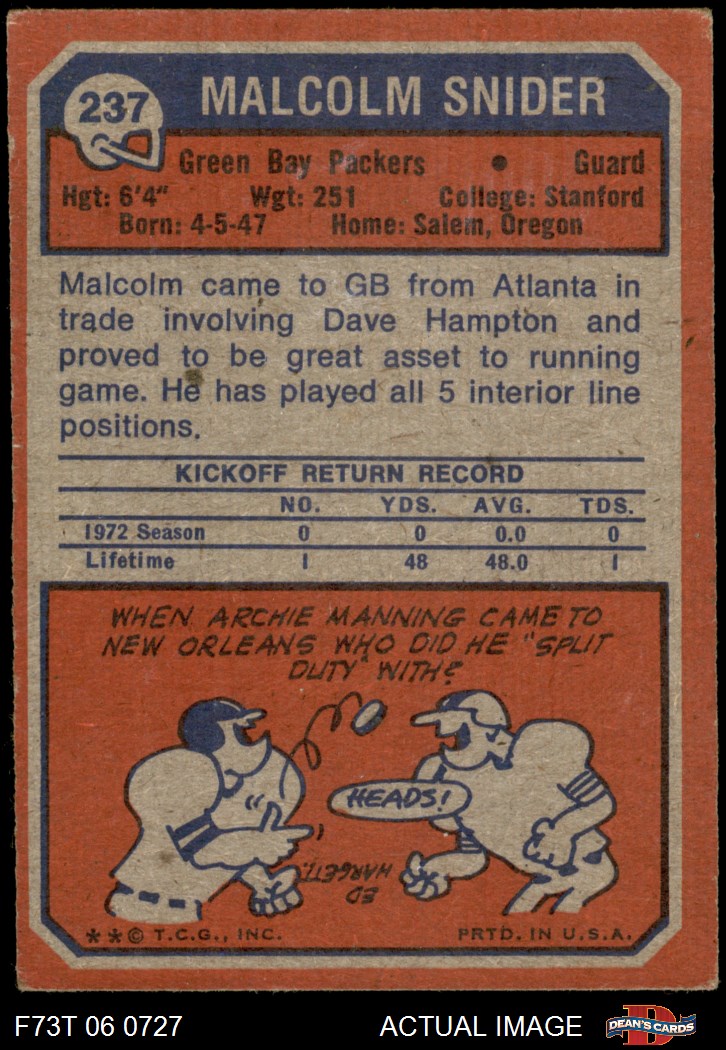 237
MALCOLM SNIDER
Green Bay Packers • Guard
Hgt: 6'4" Wgt: 251 College: Stanford
Born: 4-5-47 Home: Salem, Oregon
Malcolm came to GB from Atlanta in
trade involving Dave Hampton and
proved to be great asset to running
game. He has played all 5 interior line
positions.
KICKOFF RETURN RECORD
NO. YDS. AVG. TDS.
1972 Season 0 0 0.0 0
Lifetime 1 48 48.0 1
WHEN ARCHIE MANNING CAME TO
NEW ORLEANS WHO DID HE "SPLIT
DUTY" WITH?
HEADS!
ED
HARGETT.
**© T.C.G., INC. PRTD. IN U.S.A.
F73T 06 0727 ACTUAL IMAGE D DEAN'S CARDS